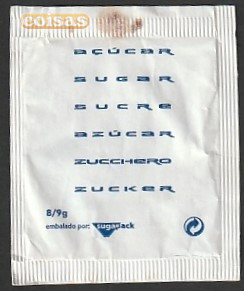 coisas
AÇÚCAR
SUGAR
SUCRE
AZÚCAR
ZUCCHERO
ZUCKER
8/9g
embalado por: sugarpack